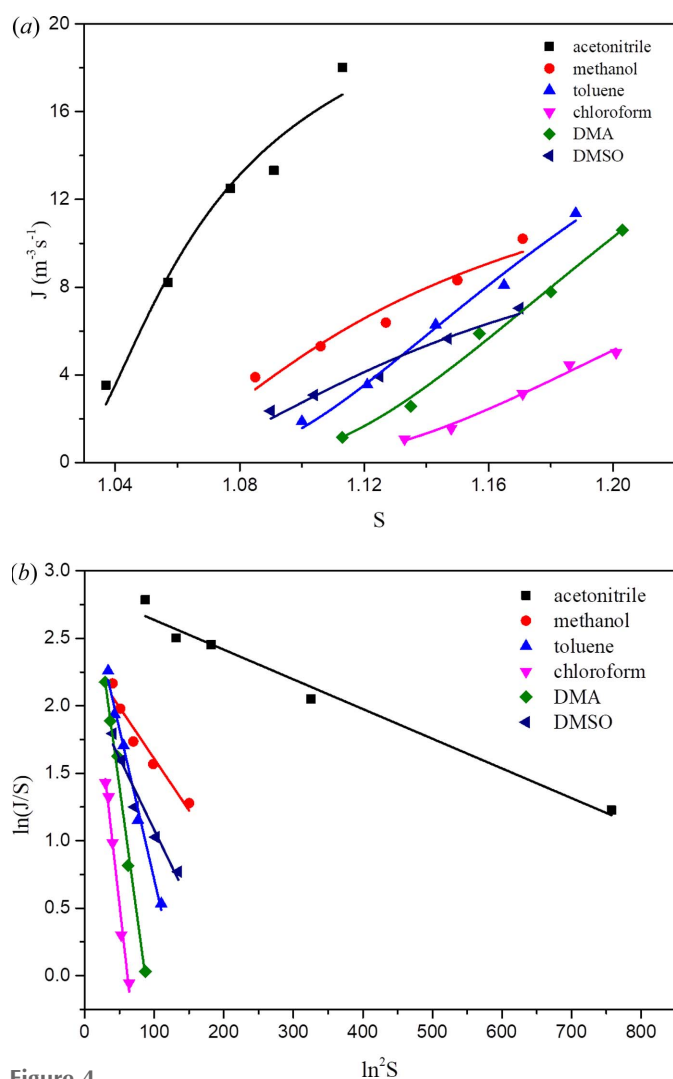 (a)
20
16
12
8
4
0
J (m⁻³s⁻¹)
acetonitrile
methanol
toluene
chloroform
DMA
DMSO
1.04 1.08 1.12 1.16 1.20
S
(b)
3.0
2.5
2.0
1.5
1.0
0.5
0.0
ln(J/S)
acetonitrile
methanol
toluene
chloroform
DMA
DMSO
0 100 200 300 400 500 600 700 800
ln²S
Figure 4